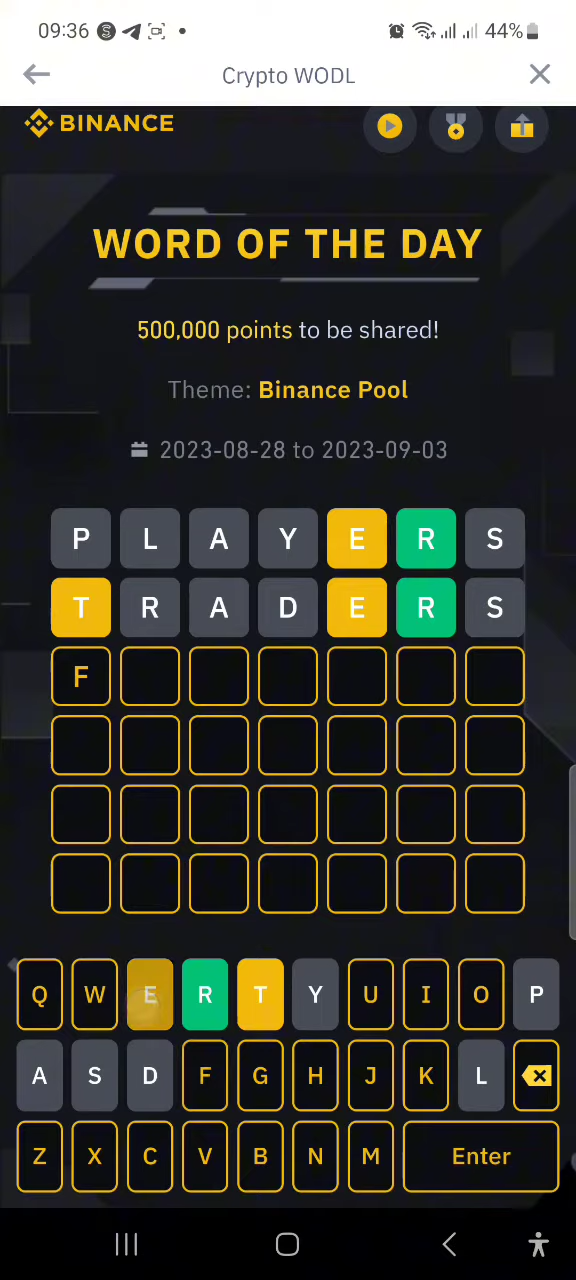 09:36 44%
Crypto WODL
BINANCE
WORD OF THE DAY
500,000 points to be shared!
Theme: Binance Pool
2023-08-28 to 2023-09-03
P L A Y E R S
T R A D E R S
F
Q W E R T Y U I O P
A S D F G H J K L
Z X C V B N M Enter